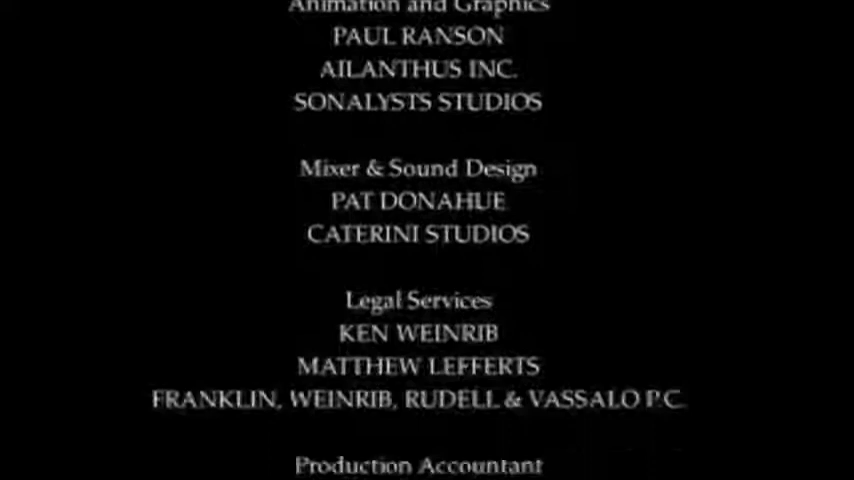 Animation and Graphics
PAUL RANSON
AILANTHUS INC.
SONALYSTS STUDIOS
Mixer & Sound Design
PAT DONAHUE
CATERINI STUDIOS
Legal Services
KEN WEINRIB
MATTHEW LEFFERTS
FRANKLIN, WEINRIB, RUDELL & VASSALO P.C.
Production Accountant